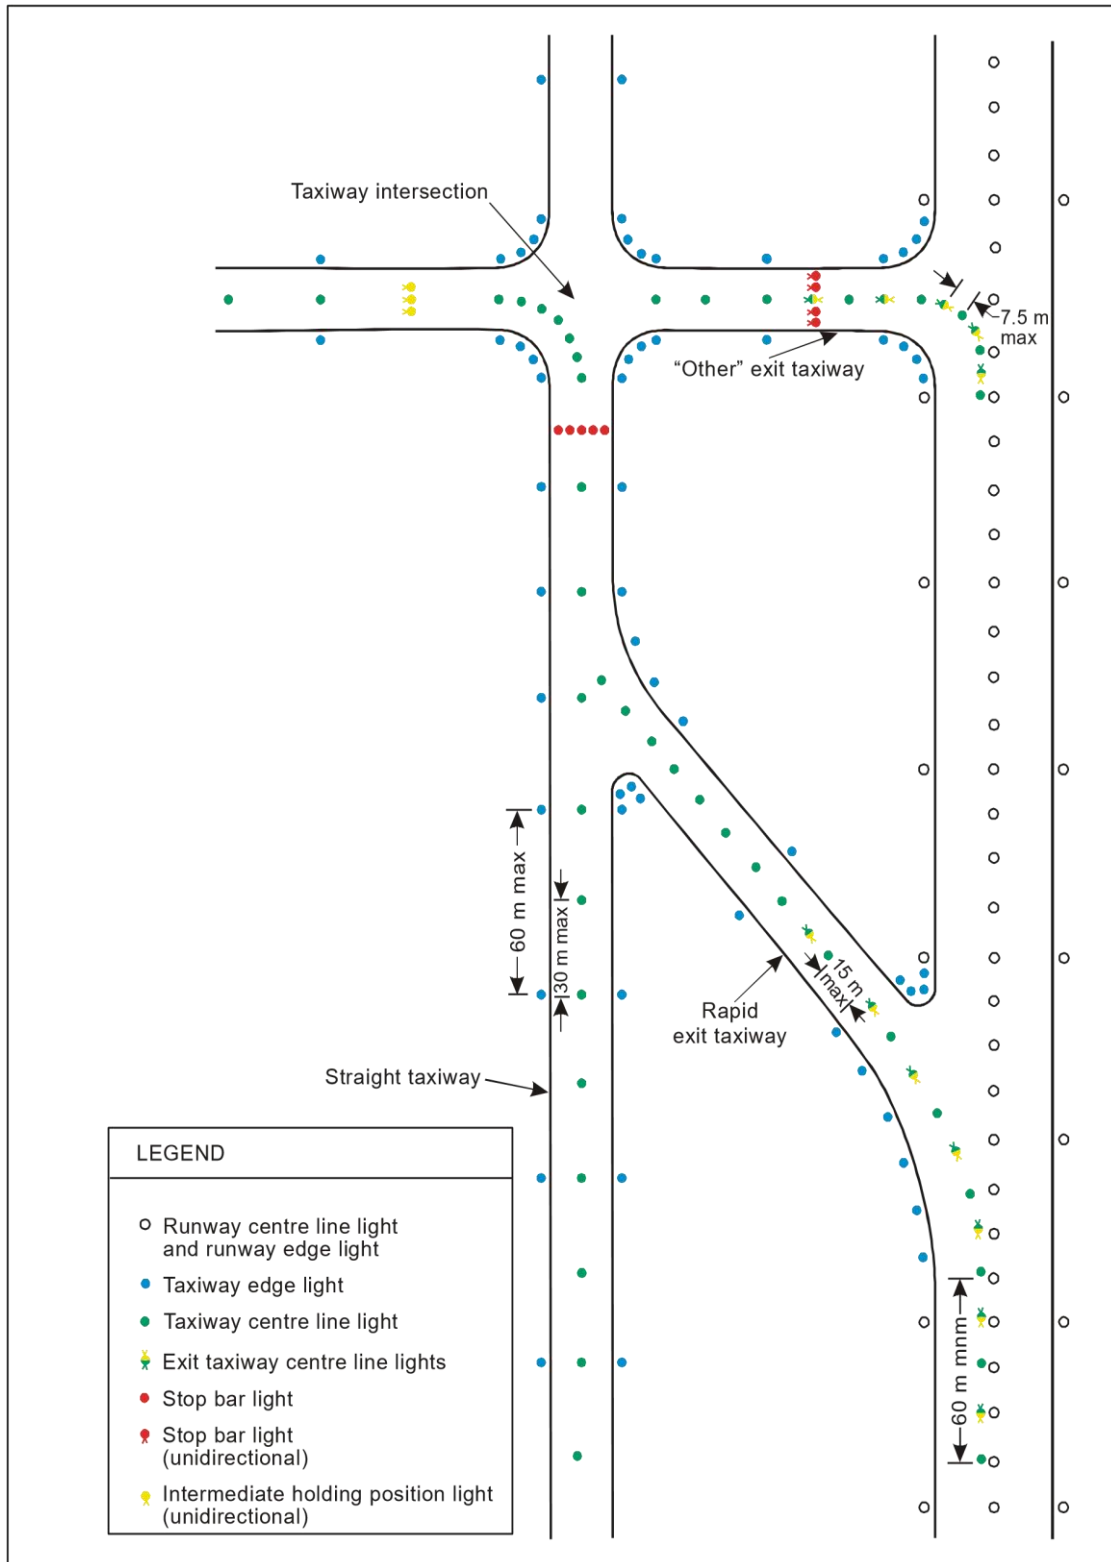 Taxiway intersection
7.5 m
max
“Other” exit taxiway
60 m max
30 m max
15 m
max
Rapid
exit taxiway
Straight taxiway
60 m mnm
LEGEND
Runway centre line light
and runway edge light
Taxiway edge light
Taxiway centre line light
Exit taxiway centre line lights
Stop bar light
Stop bar light
(unidirectional)
Intermediate holding position light
(unidirectional)